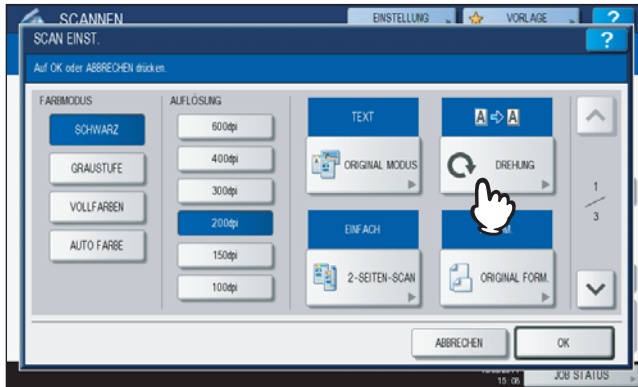 SCANNEN
EINSTELLUNG
VORLAGE
?
SCAN EINST.
?
Auf OK oder ABBRECHEN drücken.
FARBMODUS
SCHWARZ
GRAUSTUFE
VOLLFARBEN
AUTO FARBE
AUFLÖSUNG
600dpi
400dpi
300dpi
200dpi
150dpi
100dpi
TEXT
ORIGINAL MODUS
A ⇨ A
DREHUNG
EINFACH
2-SEITEN-SCAN
ORIGINAL FORM.
1
3
ABBRECHEN
OK
15:06
JOB STATUS